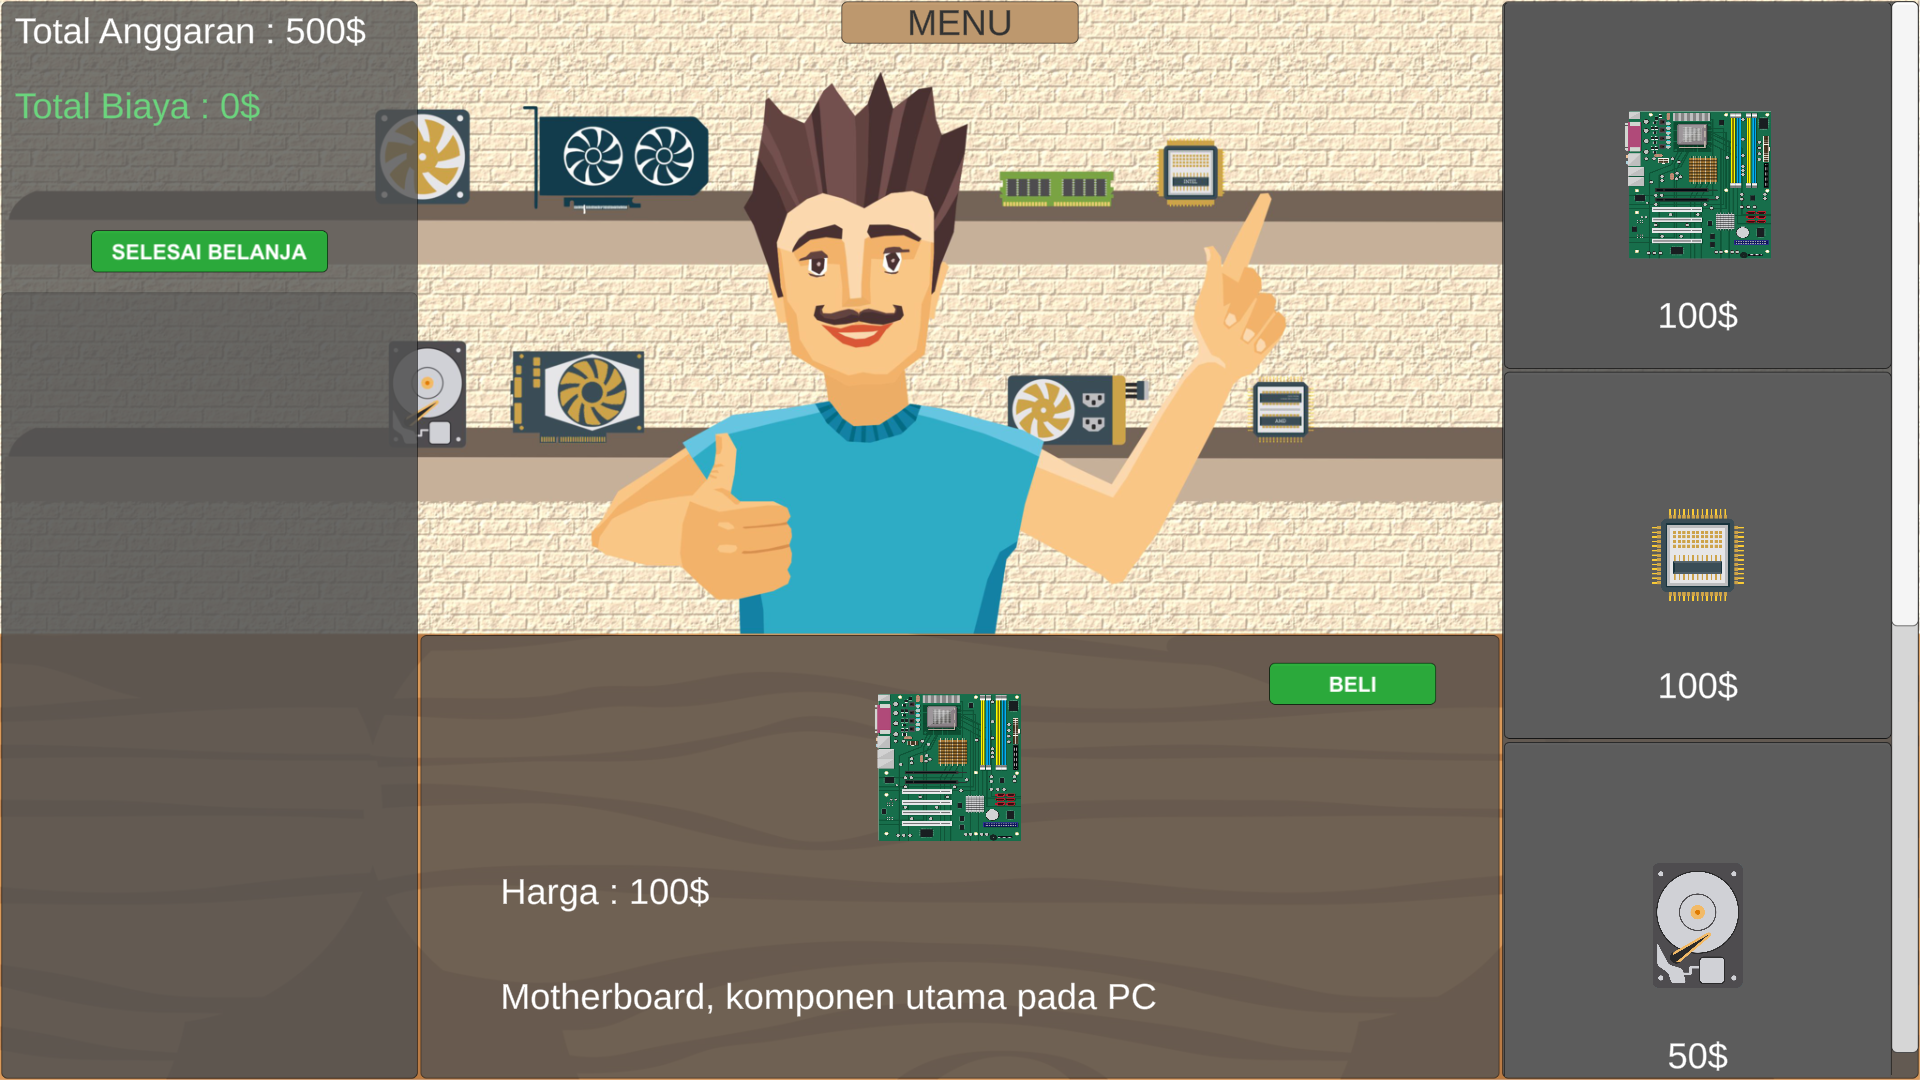 Total Anggaran : 500$
Total Biaya : 0$
SELESAI BELANJA
MENU
100$
100$
50$
BELI
Harga : 100$
Motherboard, komponen utama pada PC